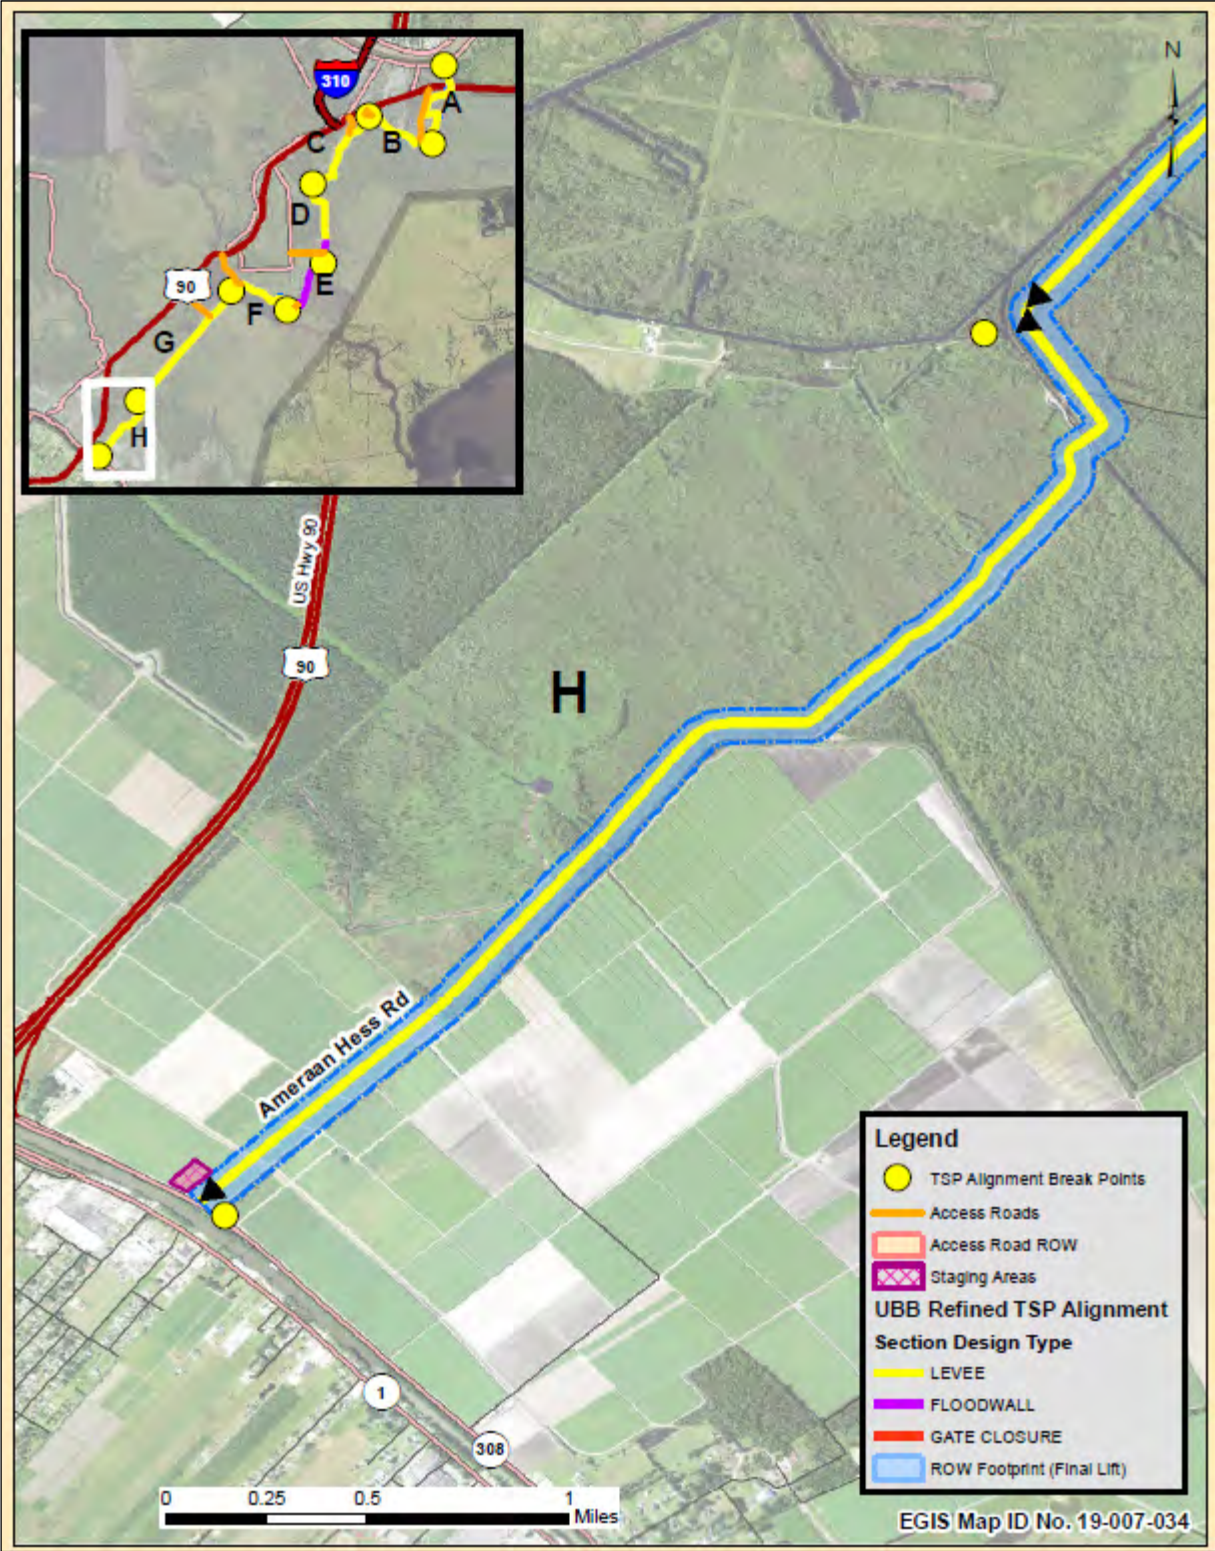 N
310
A
C
B
D
E
90
F
G
H
US Hwy 90
90
H
Ameraan Hess Rd
Legend
TSP Alignment Break Points
Access Roads
Access Road ROW
Staging Areas
UBB Refined TSP Alignment
Section Design Type
LEVEE
FLOODWALL
GATE CLOSURE
ROW Footprint (Final Lift)
1
308
0 0.25 0.5 1
Miles
EGIS Map ID No. 19-007-034